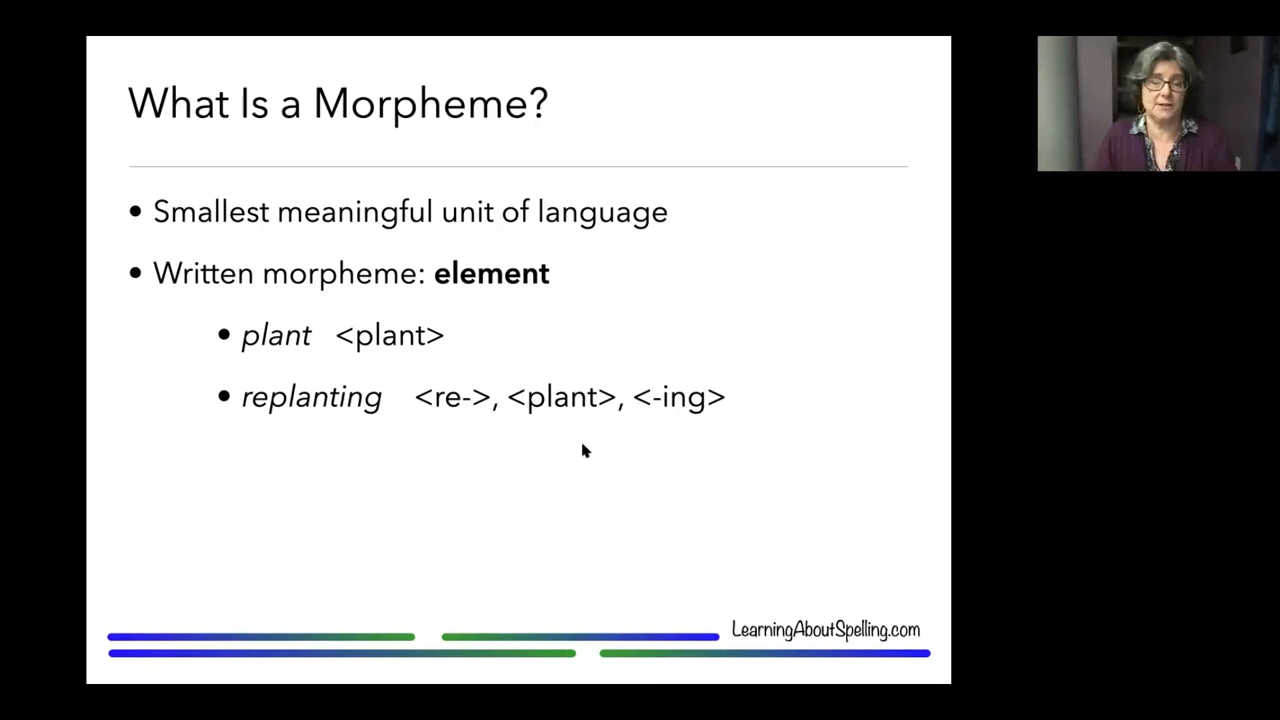 What Is a Morpheme?
• Smallest meaningful unit of language
• Written morpheme: element
• plant <plant>
• replanting <re->, <plant>, <-ing>
LearningAboutSpelling.com